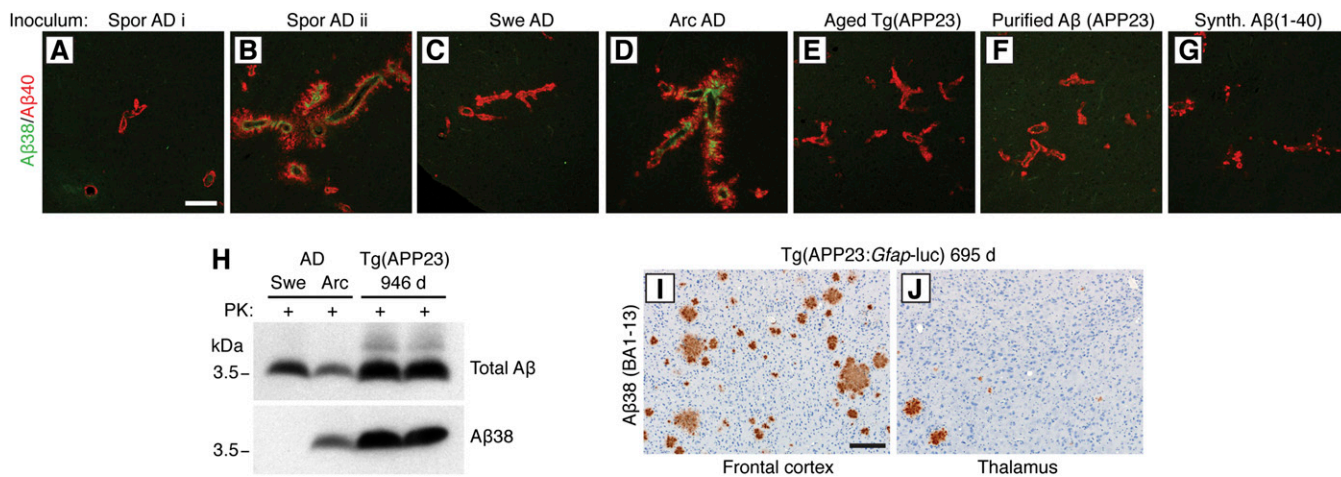 Inoculum: Spor AD i Spor AD ii Swe AD Arc AD Aged Tg(APP23) Purified Aβ (APP23) Synth. Aβ(1-40)
A B C D E F G
Aβ38/Aβ40
H AD Tg(APP23)
Swe Arc 946 d
PK: + + + +
kDa
3.5– Total Aβ
3.5– Aβ38
Tg(APP23:Gfap-luc) 695 d
I J
Aβ38 (BA1-13)
Frontal cortex Thalamus